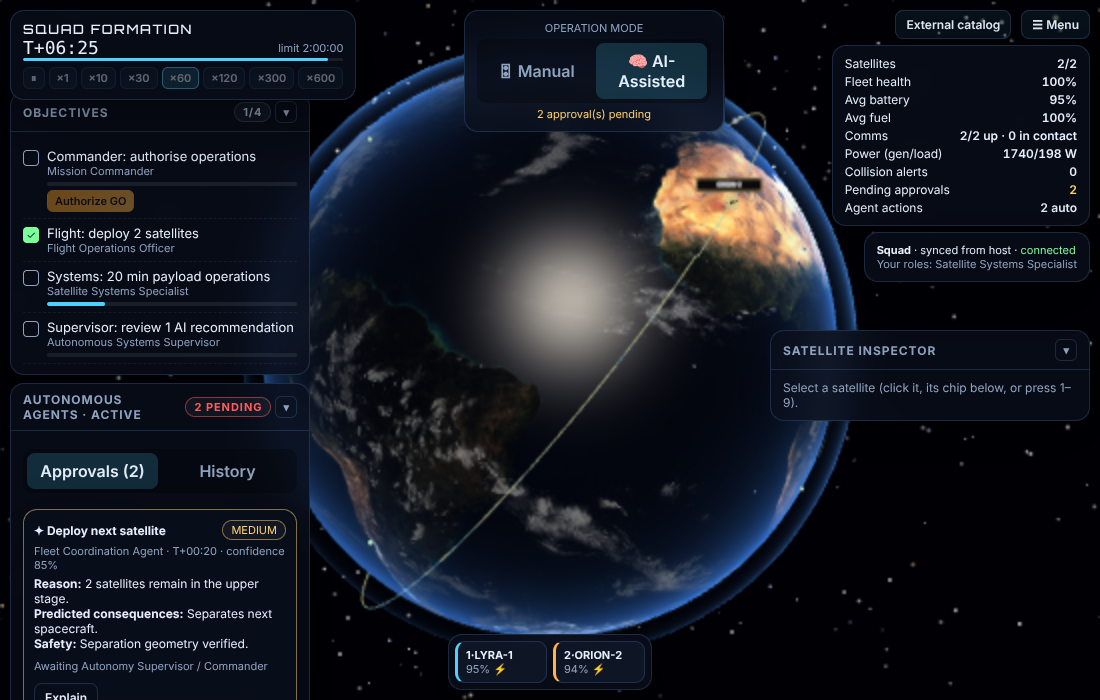 SQUAD FORMATION
T+06:25
limit 2:00:00
×1
×10
×30
×60
×120
×300
×600
OBJECTIVES
1/4
Commander: authorise operations
Mission Commander
Authorize GO
Flight: deploy 2 satellites
Flight Operations Officer
Systems: 20 min payload operations
Satellite Systems Specialist
Supervisor: review 1 AI recommendation
Autonomous Systems Supervisor
AUTONOMOUS
AGENTS · ACTIVE
2 PENDING
Approvals (2)
History
✦ Deploy next satellite
MEDIUM
Fleet Coordination Agent · T+00:20 · confidence
85%
Reason: 2 satellites remain in the upper
stage.
Predicted consequences: Separates next
spacecraft.
Safety: Separation geometry verified.
Awaiting Autonomy Supervisor / Commander
Explain
OPERATION MODE
Manual
AI-
Assisted
2 approval(s) pending
External catalog
☰ Menu
Satellites 2/2
Fleet health 100%
Avg battery 95%
Avg fuel 100%
Comms 2/2 up · 0 in contact
Power (gen/load) 1740/198 W
Collision alerts 0
Pending approvals 2
Agent actions 2 auto
Squad · synced from host · connected
Your roles: Satellite Systems Specialist
SATELLITE INSPECTOR
Select a satellite (click it, its chip below, or press 1–
9).
1·LYRA-1
95% ⚡
2·ORION-2
94% ⚡